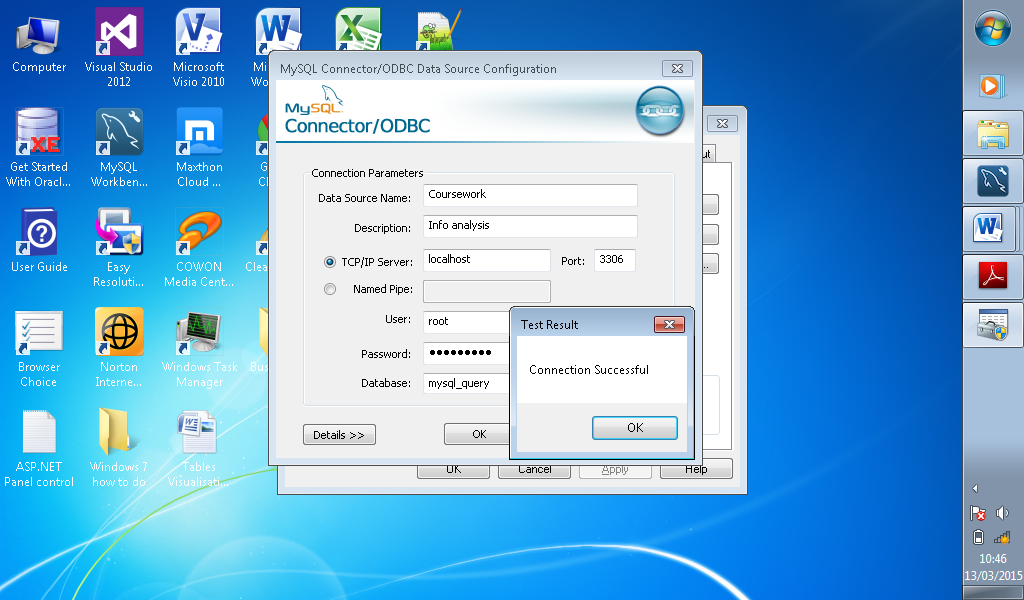 Computer
Visual Studio
2012
Microsoft
Visio 2010
MySQL Connector/ODBC Data Source Configuration
MySQL
Connector/ODBC
Get Started
With Oracl...
MySQL
Workben...
Maxthon
Cloud ...
Connection Parameters
Data Source Name:
Coursework
Description:
Info analysis
TCP/IP Server:
localhost
Port:
3306
Named Pipe:
User:
root
Password:
Database:
mysql_query
Details >>
OK
Test Result
Connection Successful
OK
OK
Cancel
Apply
Help
User Guide
Easy
Resoluti...
COWON
Media Cent...
Browser
Choice
Norton
Interne...
Windows Task
Manager
ASP.NET
Panel control
Windows 7
how to do
Tables
Visualisati...
XE
10:46
13/03/2015